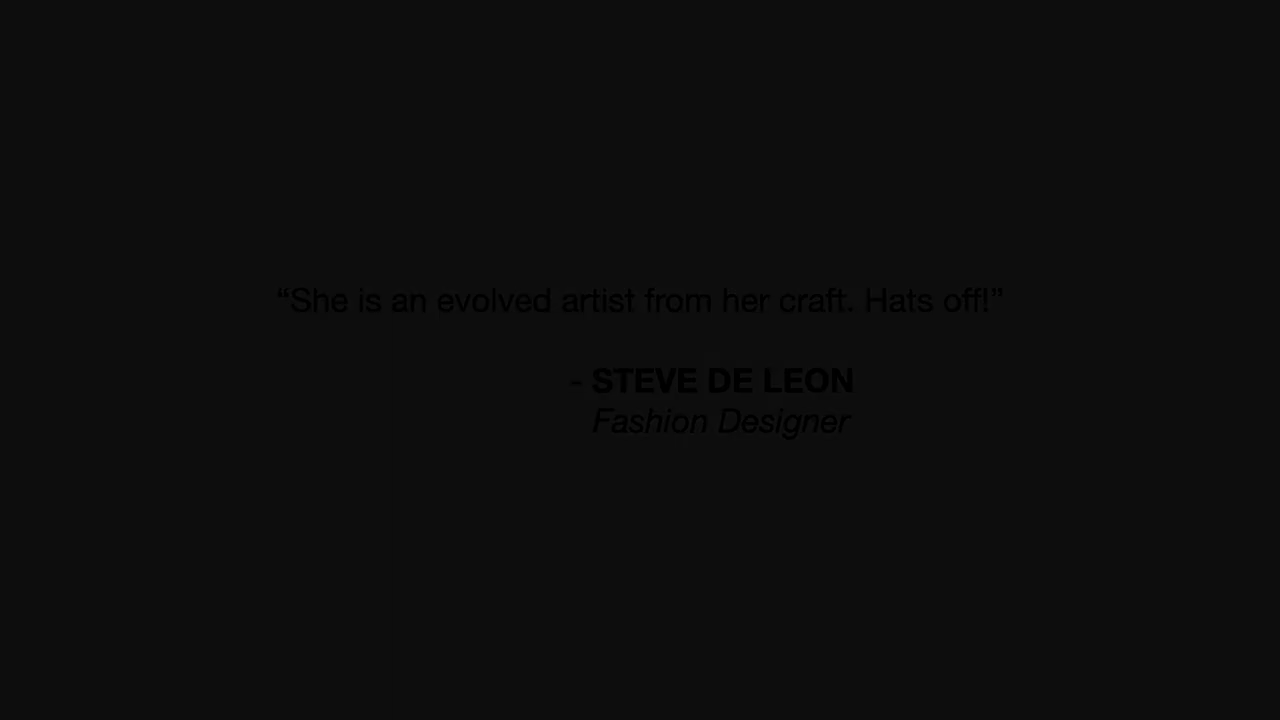 “She is an evolved artist from her craft. Hats off!”
- STEVE DE LEON
Fashion Designer